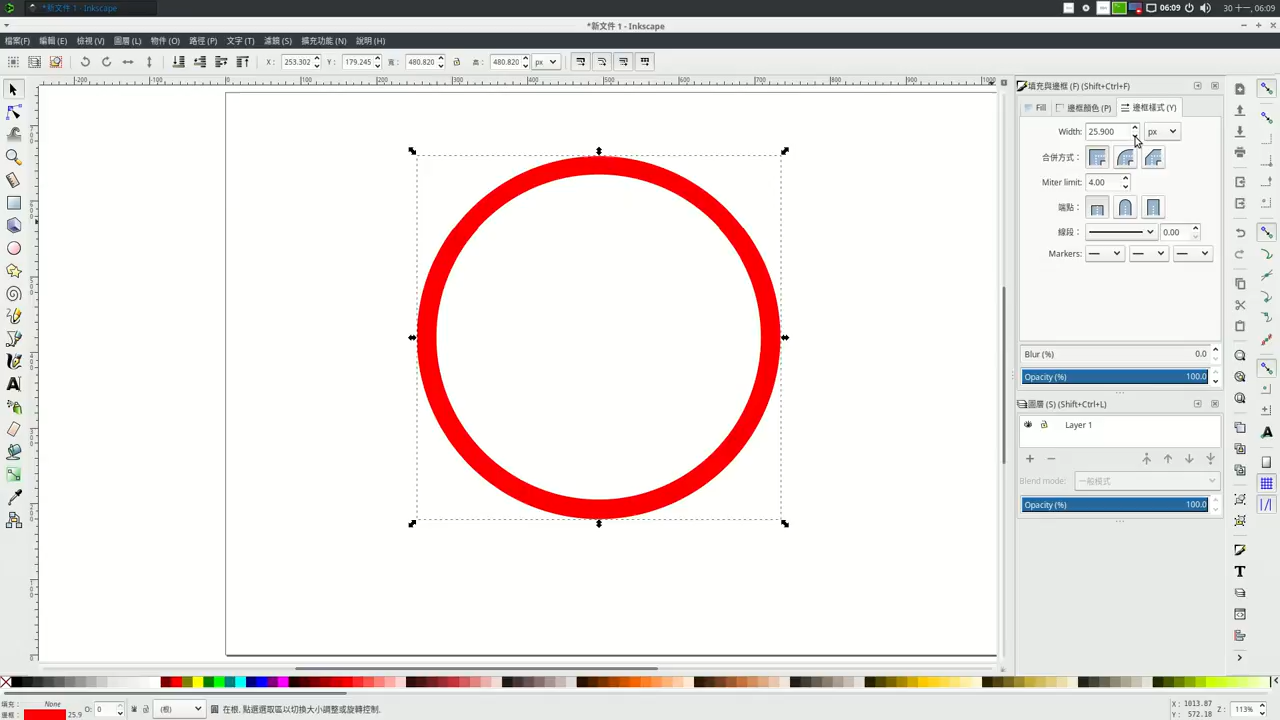 *新文件 1 - Inkscape
06:09
30 十一, 06:09
*新文件 1 - Inkscape
檔案(F) 編輯(E) 檢視(V) 圖層(L) 物件(O) 路徑(P) 文字(T) 濾鏡(S) 擴充功能(N) 說明(H)
X： 253.302 Y： 179.245 寬： 480.820 高： 480.820 px
填充與邊框 (F) (Shift+Ctrl+F)
Fill 邊框顏色(P) 邊框樣式(Y)
Width: 25.900 px
合併方式：
Miter limit: 4.00
端點：
線段： 0.00
Markers:
Blur (%) 0.0
Opacity (%) 100.0
圖層 (S) (Shift+Ctrl+L)
Layer 1
Blend mode: 一般模式
Opacity (%) 100.0
填充： None
邊框： 25.9
O: 0 (根) 在根. 點選選取區以切換大小調整或旋轉控制.
X： 1013.87
Y： 572.18
Z： 113%